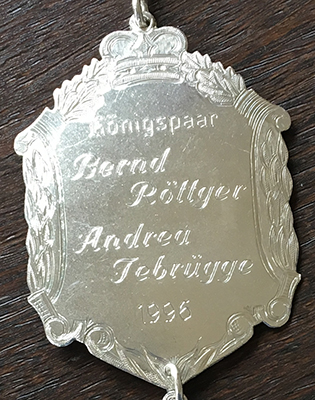 Königspaar
Bernd
Pöttger
Andrea
Tebrügge
1996